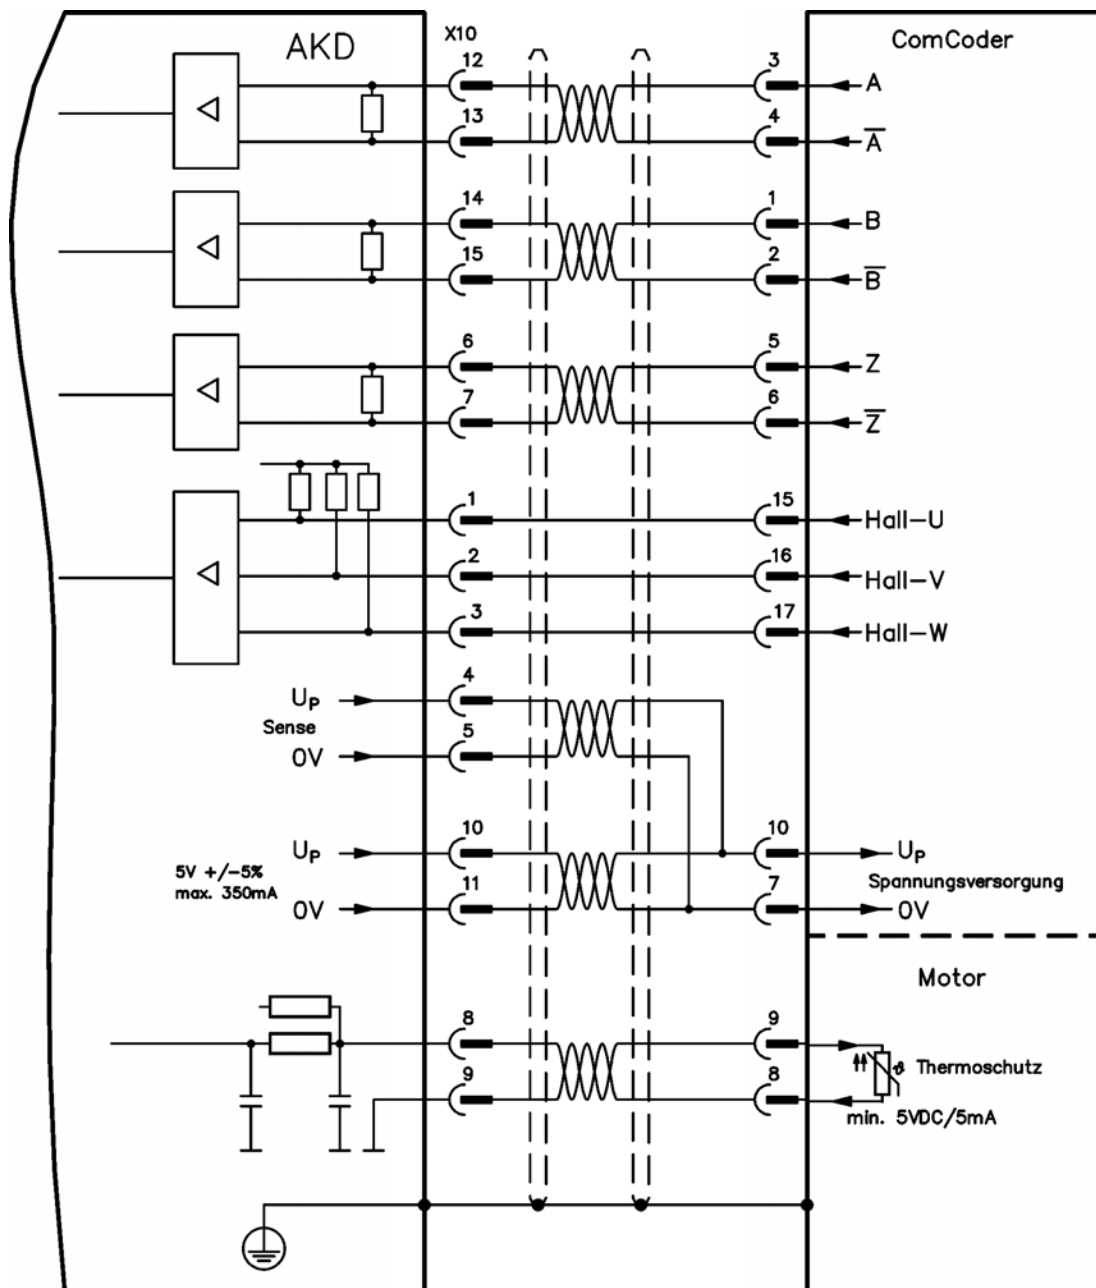 AKD X10 ComCoder
12 3 A
13 4 A̅
14 1 B
15 2 B̅
6 5 Z
7 6 Z̅
1 15 Hall-U
2 16 Hall-V
3 17 Hall-W
UP 4
Sense
0V 5
UP 10 10 UP
5V +/-5%
max. 350mA
Spannungsversorgung
0V 11 7 0V
Motor
8 9
ϑ Thermoschutz
9 8
min. 5VDC/5mA